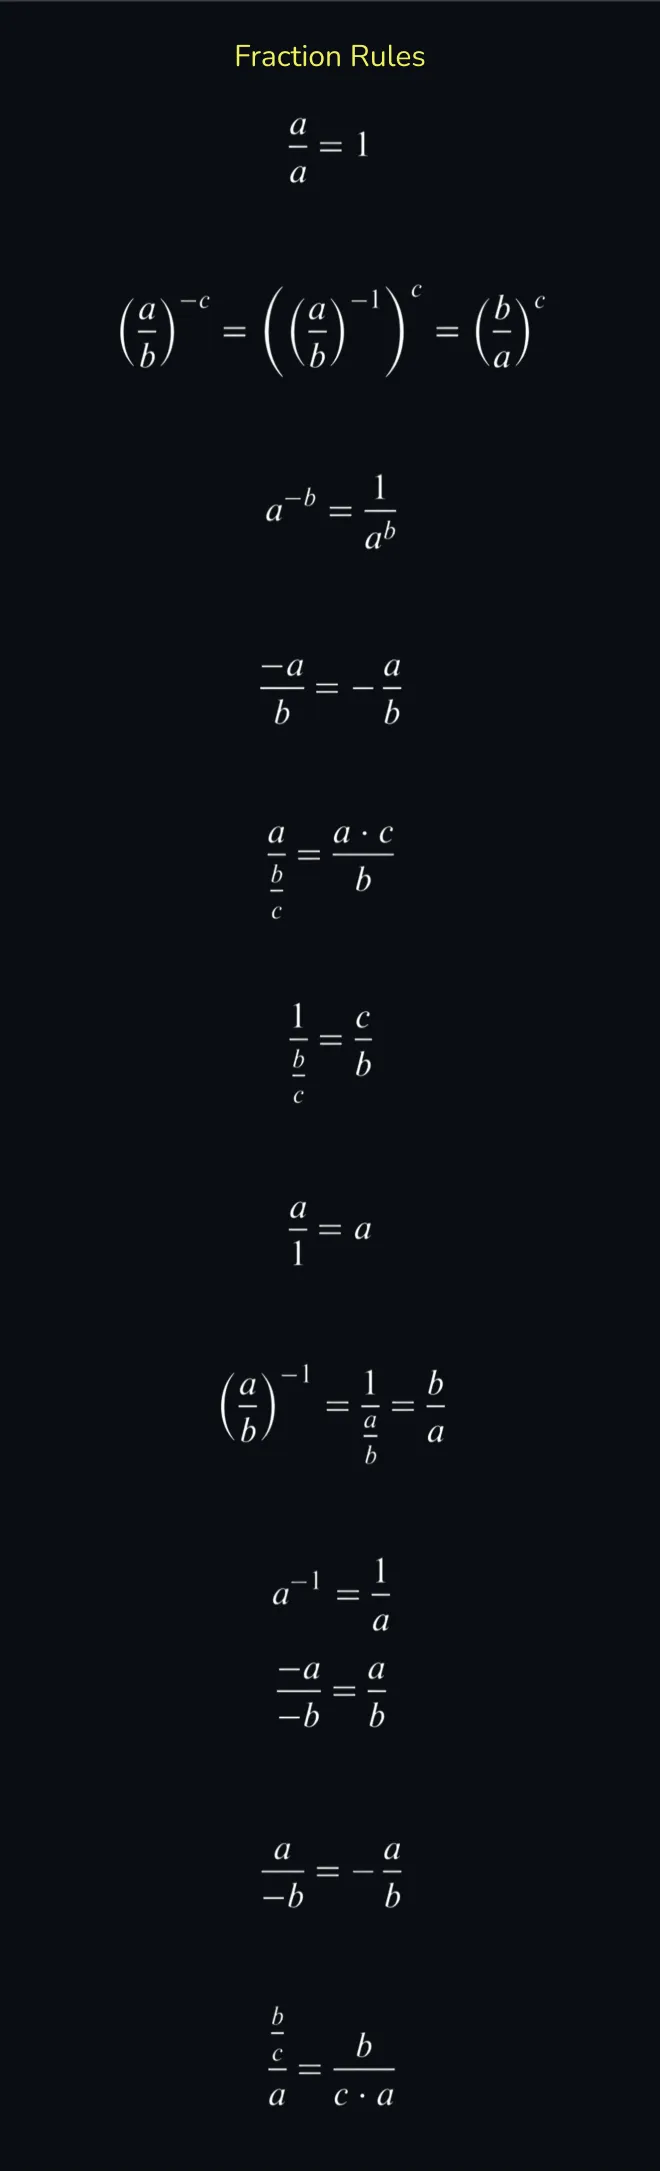 Fraction Rules
a/a = 1
(a/b)^{-c} = ((a/b)^{-1})^{c} = (b/a)^{c}
a^{-b} = 1/a^{b}
-a/b = -a/b
a/(b/c) = (a · c)/b
1/(b/c) = c/b
a/1 = a
(a/b)^{-1} = 1/(a/b) = b/a
a^{-1} = 1/a
-a/-b = a/b
a/-b = -a/b
(b/c)/a = b/(c · a)